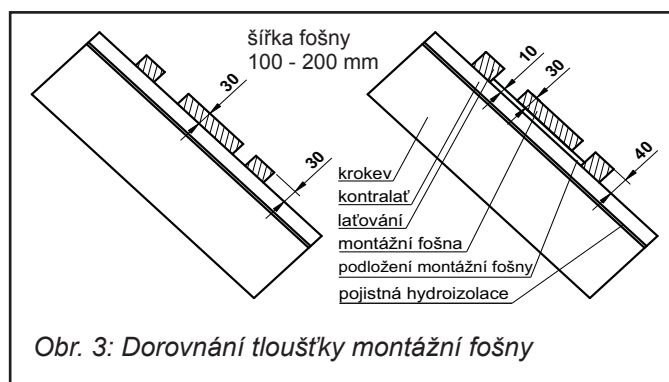 šířka fošny
100 - 200 mm
30
30
10
30
40
krokev
kontralať
laťování
montážní fošna
podložení montážní fošny
pojistná hydroizolace
Obr. 3: Dorovnání tloušťky montážní fošny